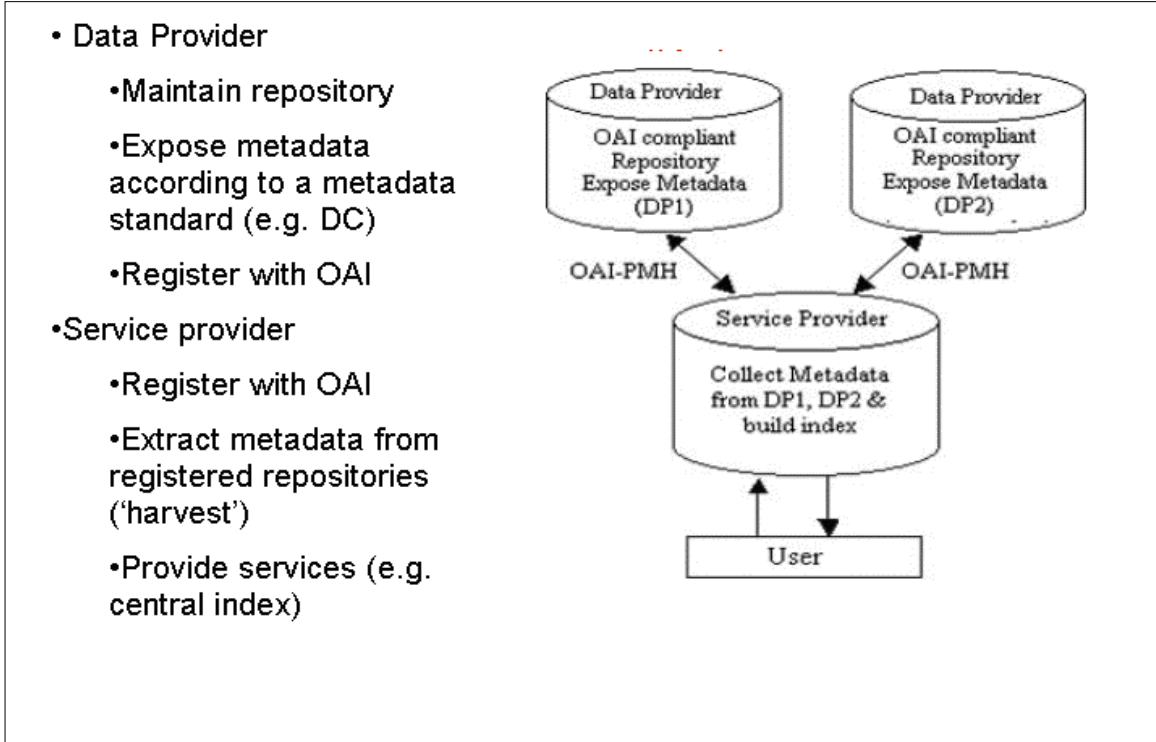 • Data Provider
•Maintain repository
•Expose metadata
according to a metadata
standard (e.g. DC)
•Register with OAI
•Service provider
•Register with OAI
•Extract metadata from
registered repositories
(‘harvest’)
•Provide services (e.g.
central index)
Data Provider
OAI compliant
Repository
Expose Metadata
(DP1)
Data Provider
OAI compliant
Repository
Expose Metadata
(DP2)
OAI-PMH
OAI-PMH
Service Provider
Collect Metadata
from DP1, DP2 &
build index
User